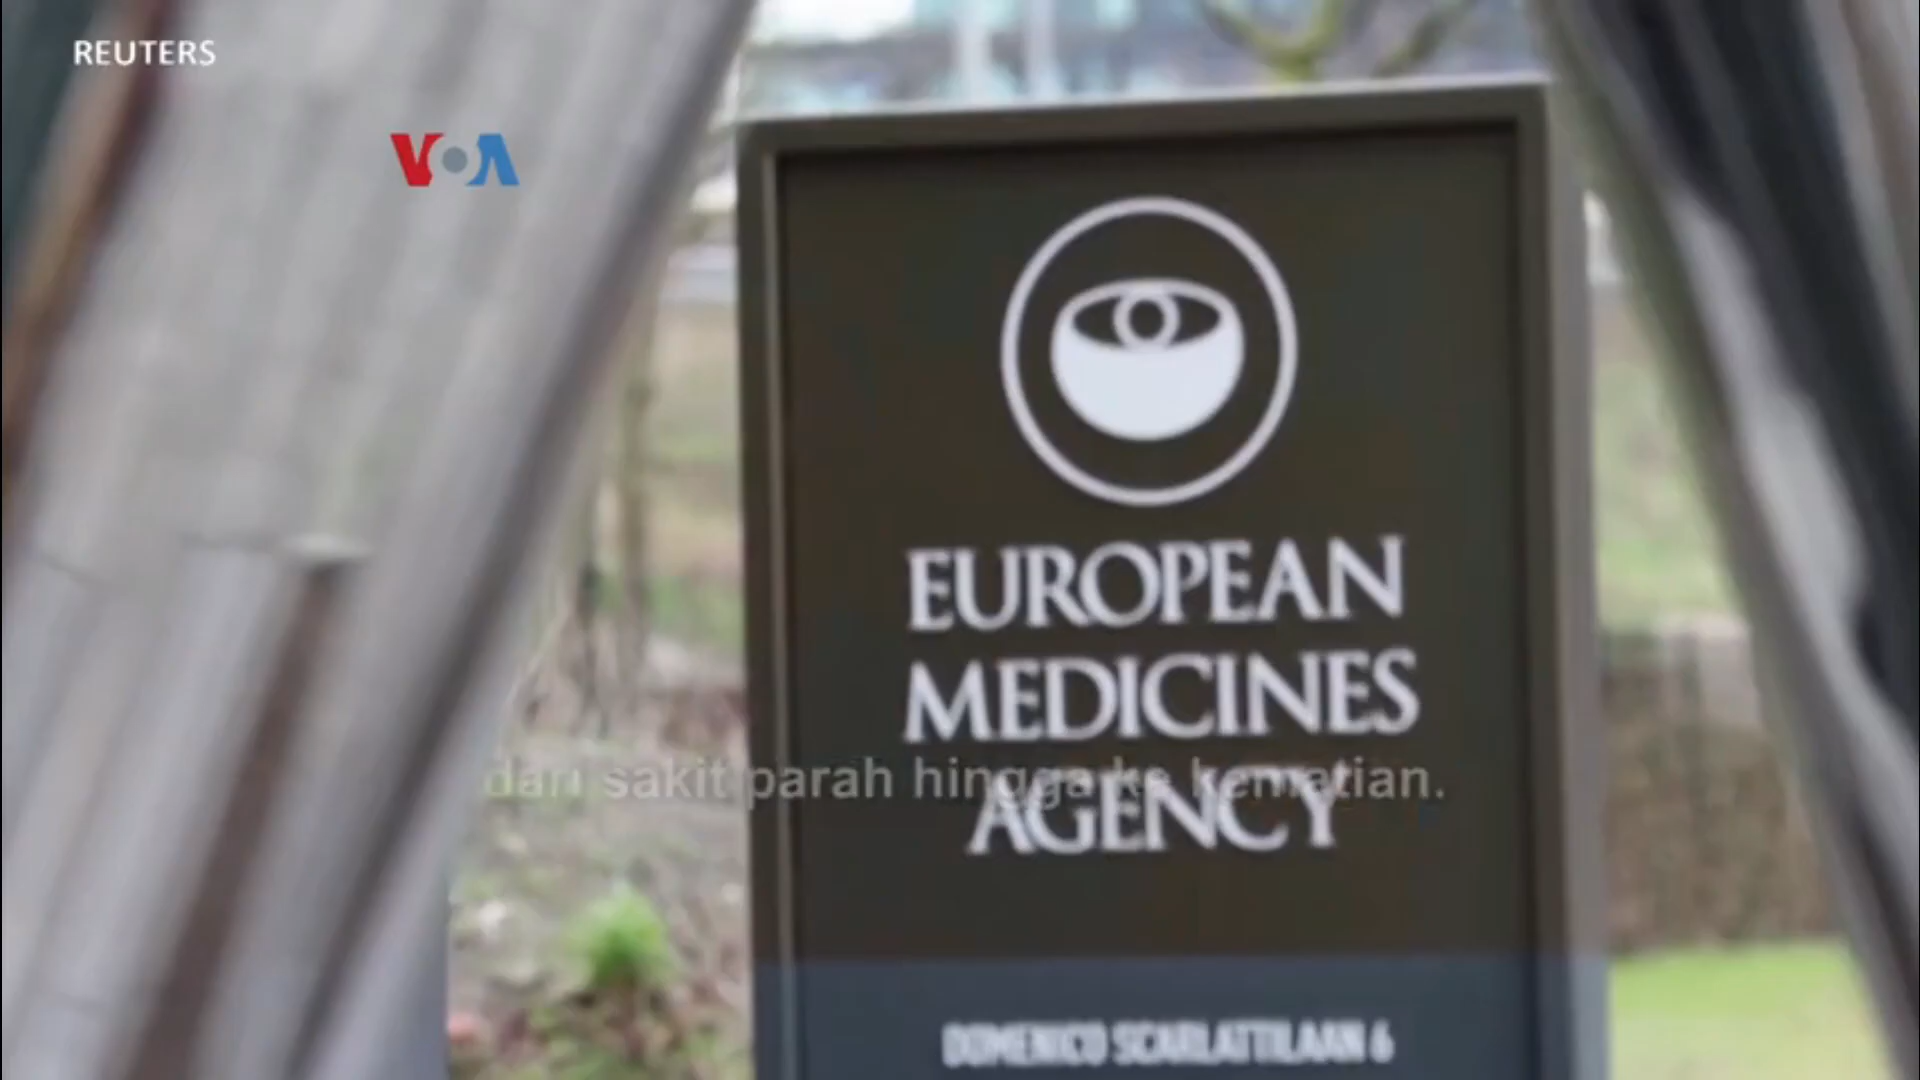 REUTERS
VOA
EUROPEAN
MEDICINES
dari sakit parah hingga ke kematian.
AGENCY
DOMENICO SCARLATTILAAN 6